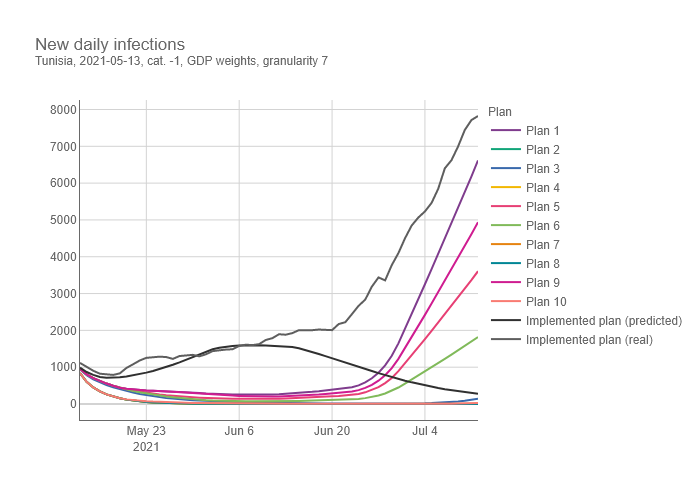 New daily infections
Tunisia, 2021-05-13, cat. -1, GDP weights, granularity 7
8000
7000
6000
5000
4000
3000
2000
1000
0
May 23
2021
Jun 6
Jun 20
Jul 4
Plan
Plan 1
Plan 2
Plan 3
Plan 4
Plan 5
Plan 6
Plan 7
Plan 8
Plan 9
Plan 10
Implemented plan (predicted)
Implemented plan (real)